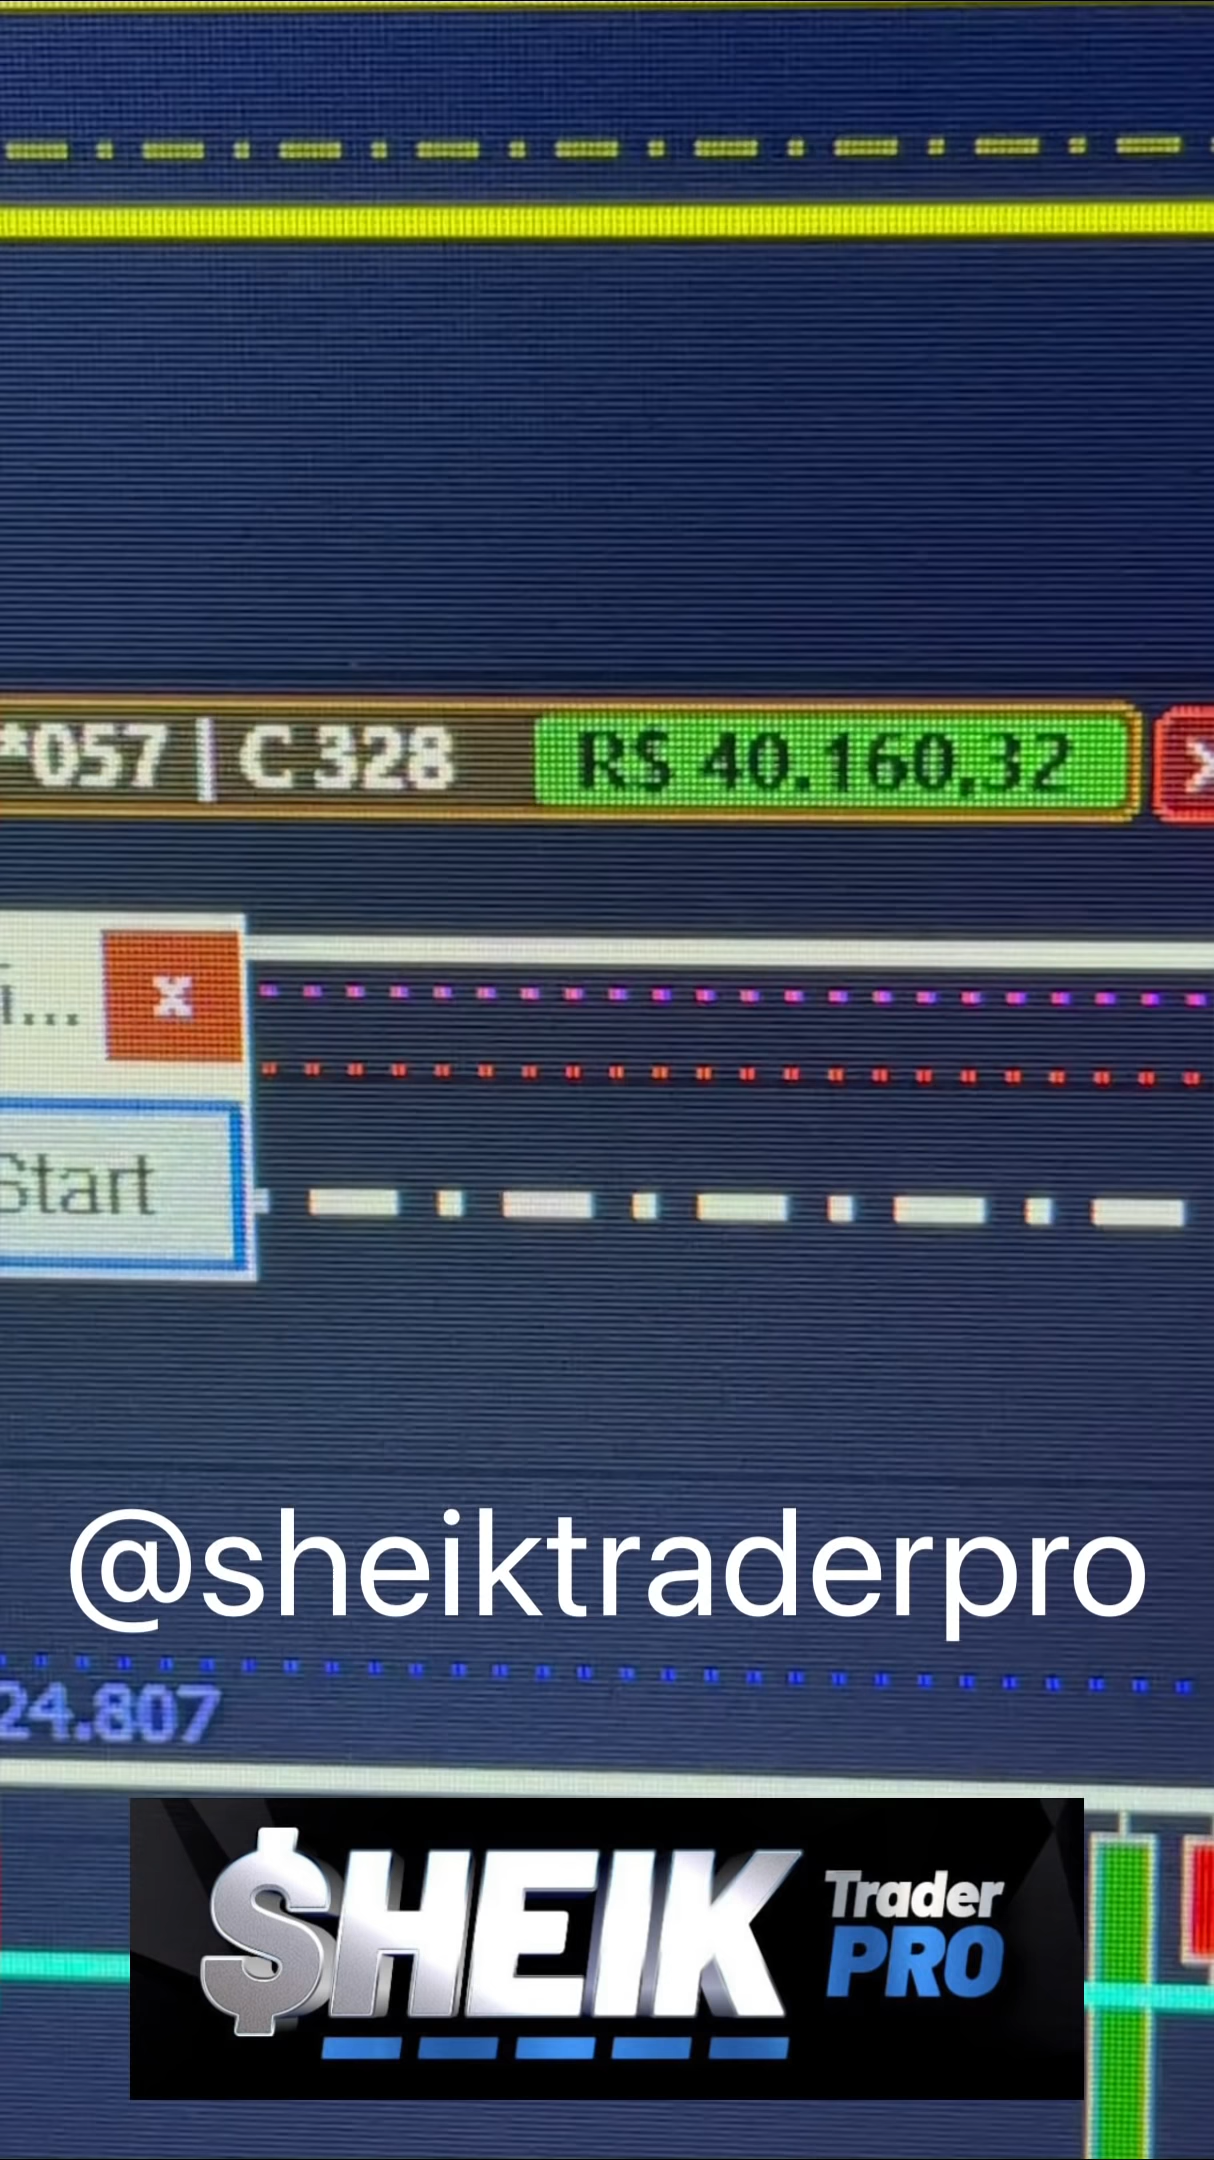 *057 | C 328 R$ 40.160,32
i...
Start
@sheiktraderpro
24.807
$HEIK Trader PRO